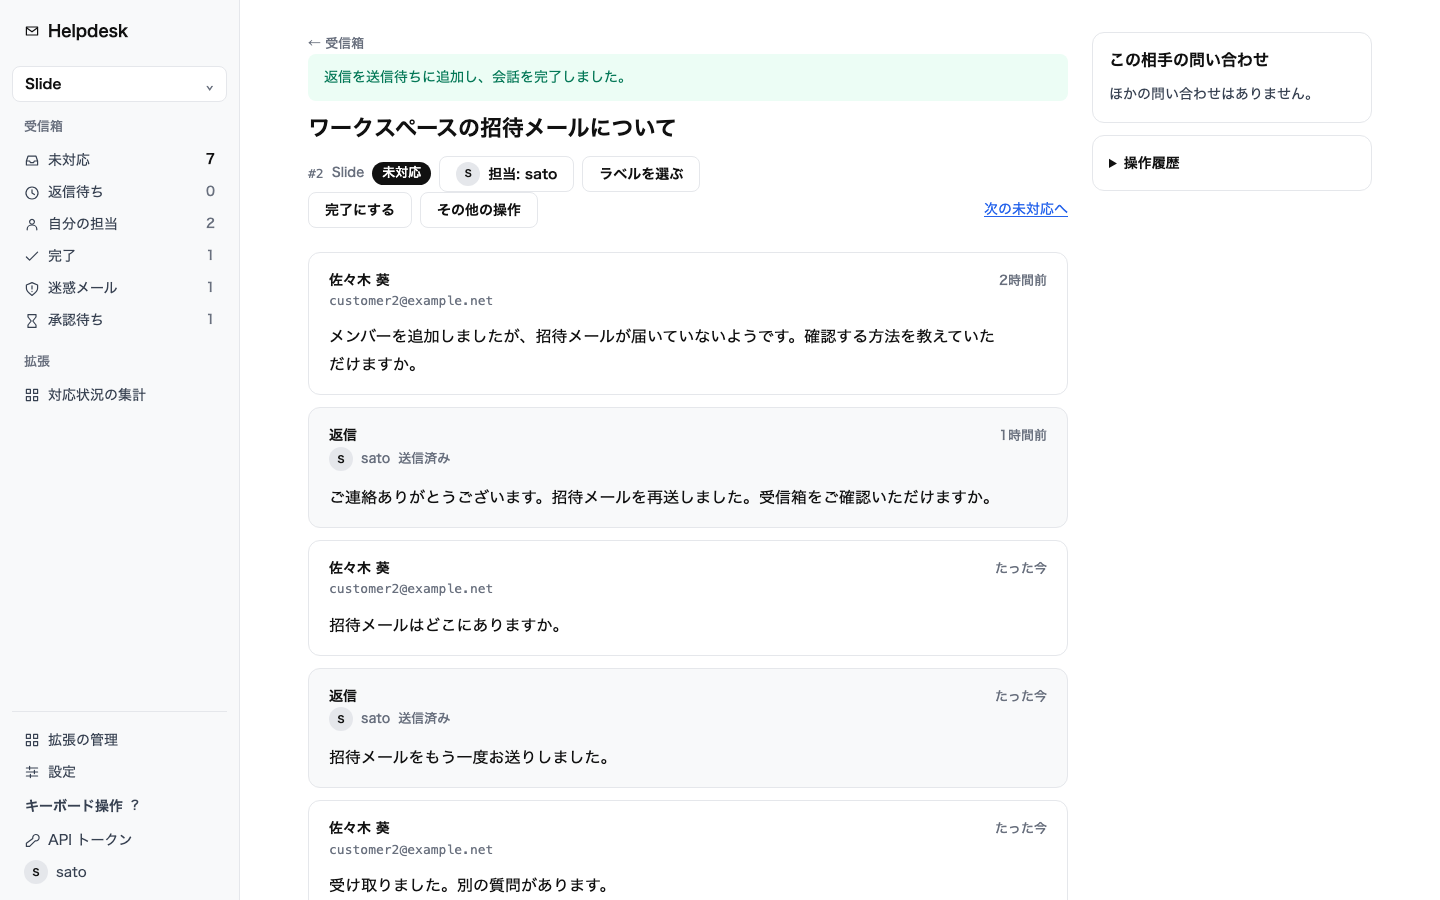 Helpdesk
Slide
受信箱
未対応 7
返信待ち 0
自分の担当 2
完了 1
迷惑メール 1
承認待ち 1
拡張
対応状況の集計
拡張の管理
設定
キーボード操作 ?
API トークン
S sato
← 受信箱
返信を送信待ちに追加し、会話を完了しました。
ワークスペースの招待メールについて
#2 Slide 未対応 S 担当: sato ラベルを選ぶ
完了にする その他の操作 次の未対応へ
佐々木 葵 2時間前
customer2@example.net
メンバーを追加しましたが、招待メールが届いていないようです。確認する方法を教えていた
だけますか。
返信 1時間前
S sato 送信済み
ご連絡ありがとうございます。招待メールを再送しました。受信箱をご確認いただけますか。
佐々木 葵 たった今
customer2@example.net
招待メールはどこにありますか。
返信 たった今
S sato 送信済み
招待メールをもう一度お送りしました。
佐々木 葵 たった今
customer2@example.net
受け取りました。別の質問があります。
この相手の問い合わせ
ほかの問い合わせはありません。
▶ 操作履歴